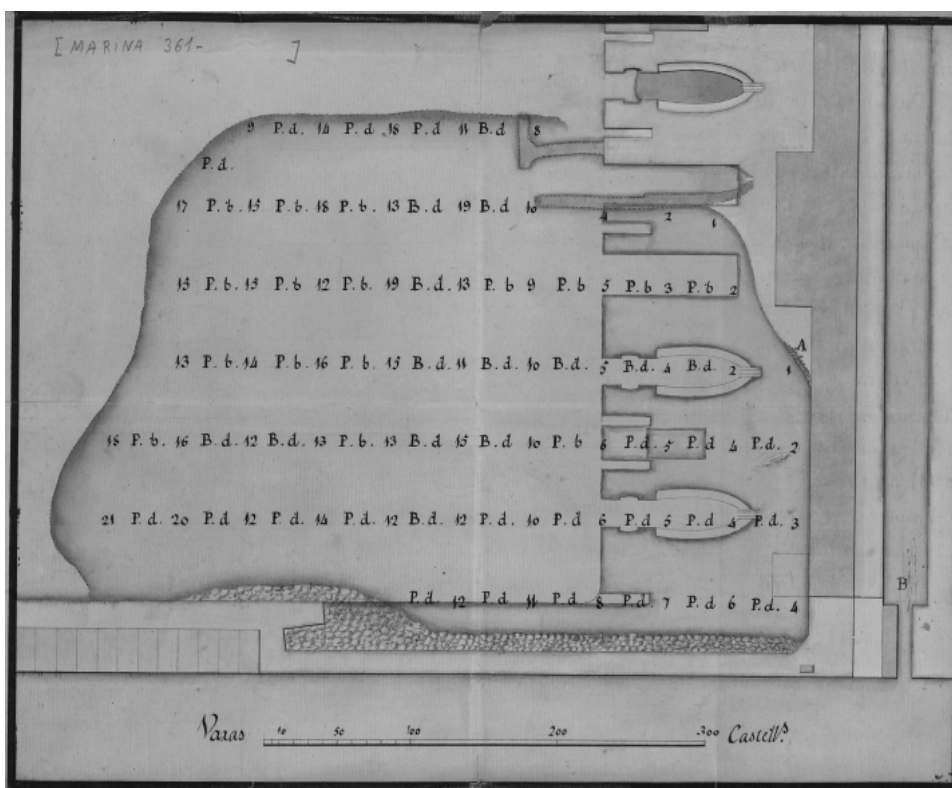 [ MARINA 361- ]
9 P.d. 14 P.d 18 P.d 11 B.d 8
P.d.
17 P.b. 15 P.b. 18 P.b. 13 B.d 19 B.d 10
4 2 1
15 P.b. 15 P.b 12 P.b. 19 B.d. 13 P.b 9 P.b 5 P.b 3 P.b 2
A
13 P.b. 14 P.b. 16 P.b. 15 B.d. 11 B.d. 10 B.d. 5 B.d. 4 B.d. 2 1
18 P.b. 16 B.d. 12 B.d. 13 P.b. 13 B.d 15 B.d 10 P.b 6 P.d. 5 P.d 4 P.d. 2
21 P.d. 20 P.d 12 P.d. 14 P.d. 12 B.d. 12 P.d. 10 P.d 6 P.d 5 P.d 4 P.d. 3
B
P.d. 12 P.d. 11 P.d. 8 P.d. 7 P.d 6 P.d. 4
Varas 10 50 100 200 300 Castell.s